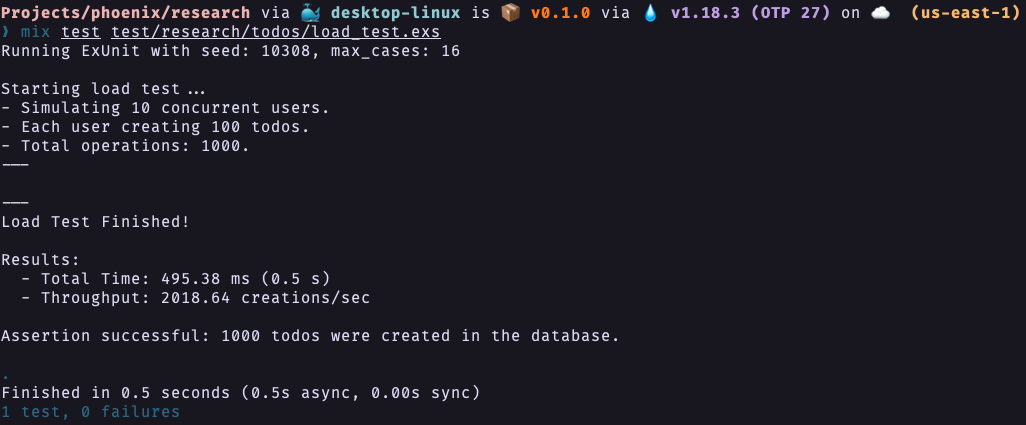 Projects/phoenix/research via 🐳 desktop-linux is 📦 v0.1.0 via 💧 v1.18.3 (OTP 27) on ☁️ (us-east-1)
❯ mix test test/research/todos/load_test.exs
Running ExUnit with seed: 10308, max_cases: 16
Starting load test...
- Simulating 10 concurrent users.
- Each user creating 100 todos.
- Total operations: 1000.
---
---
Load Test Finished!
Results:
- Total Time: 495.38 ms (0.5 s)
- Throughput: 2018.64 creations/sec
Assertion successful: 1000 todos were created in the database.
.
Finished in 0.5 seconds (0.5s async, 0.00s sync)
1 test, 0 failures